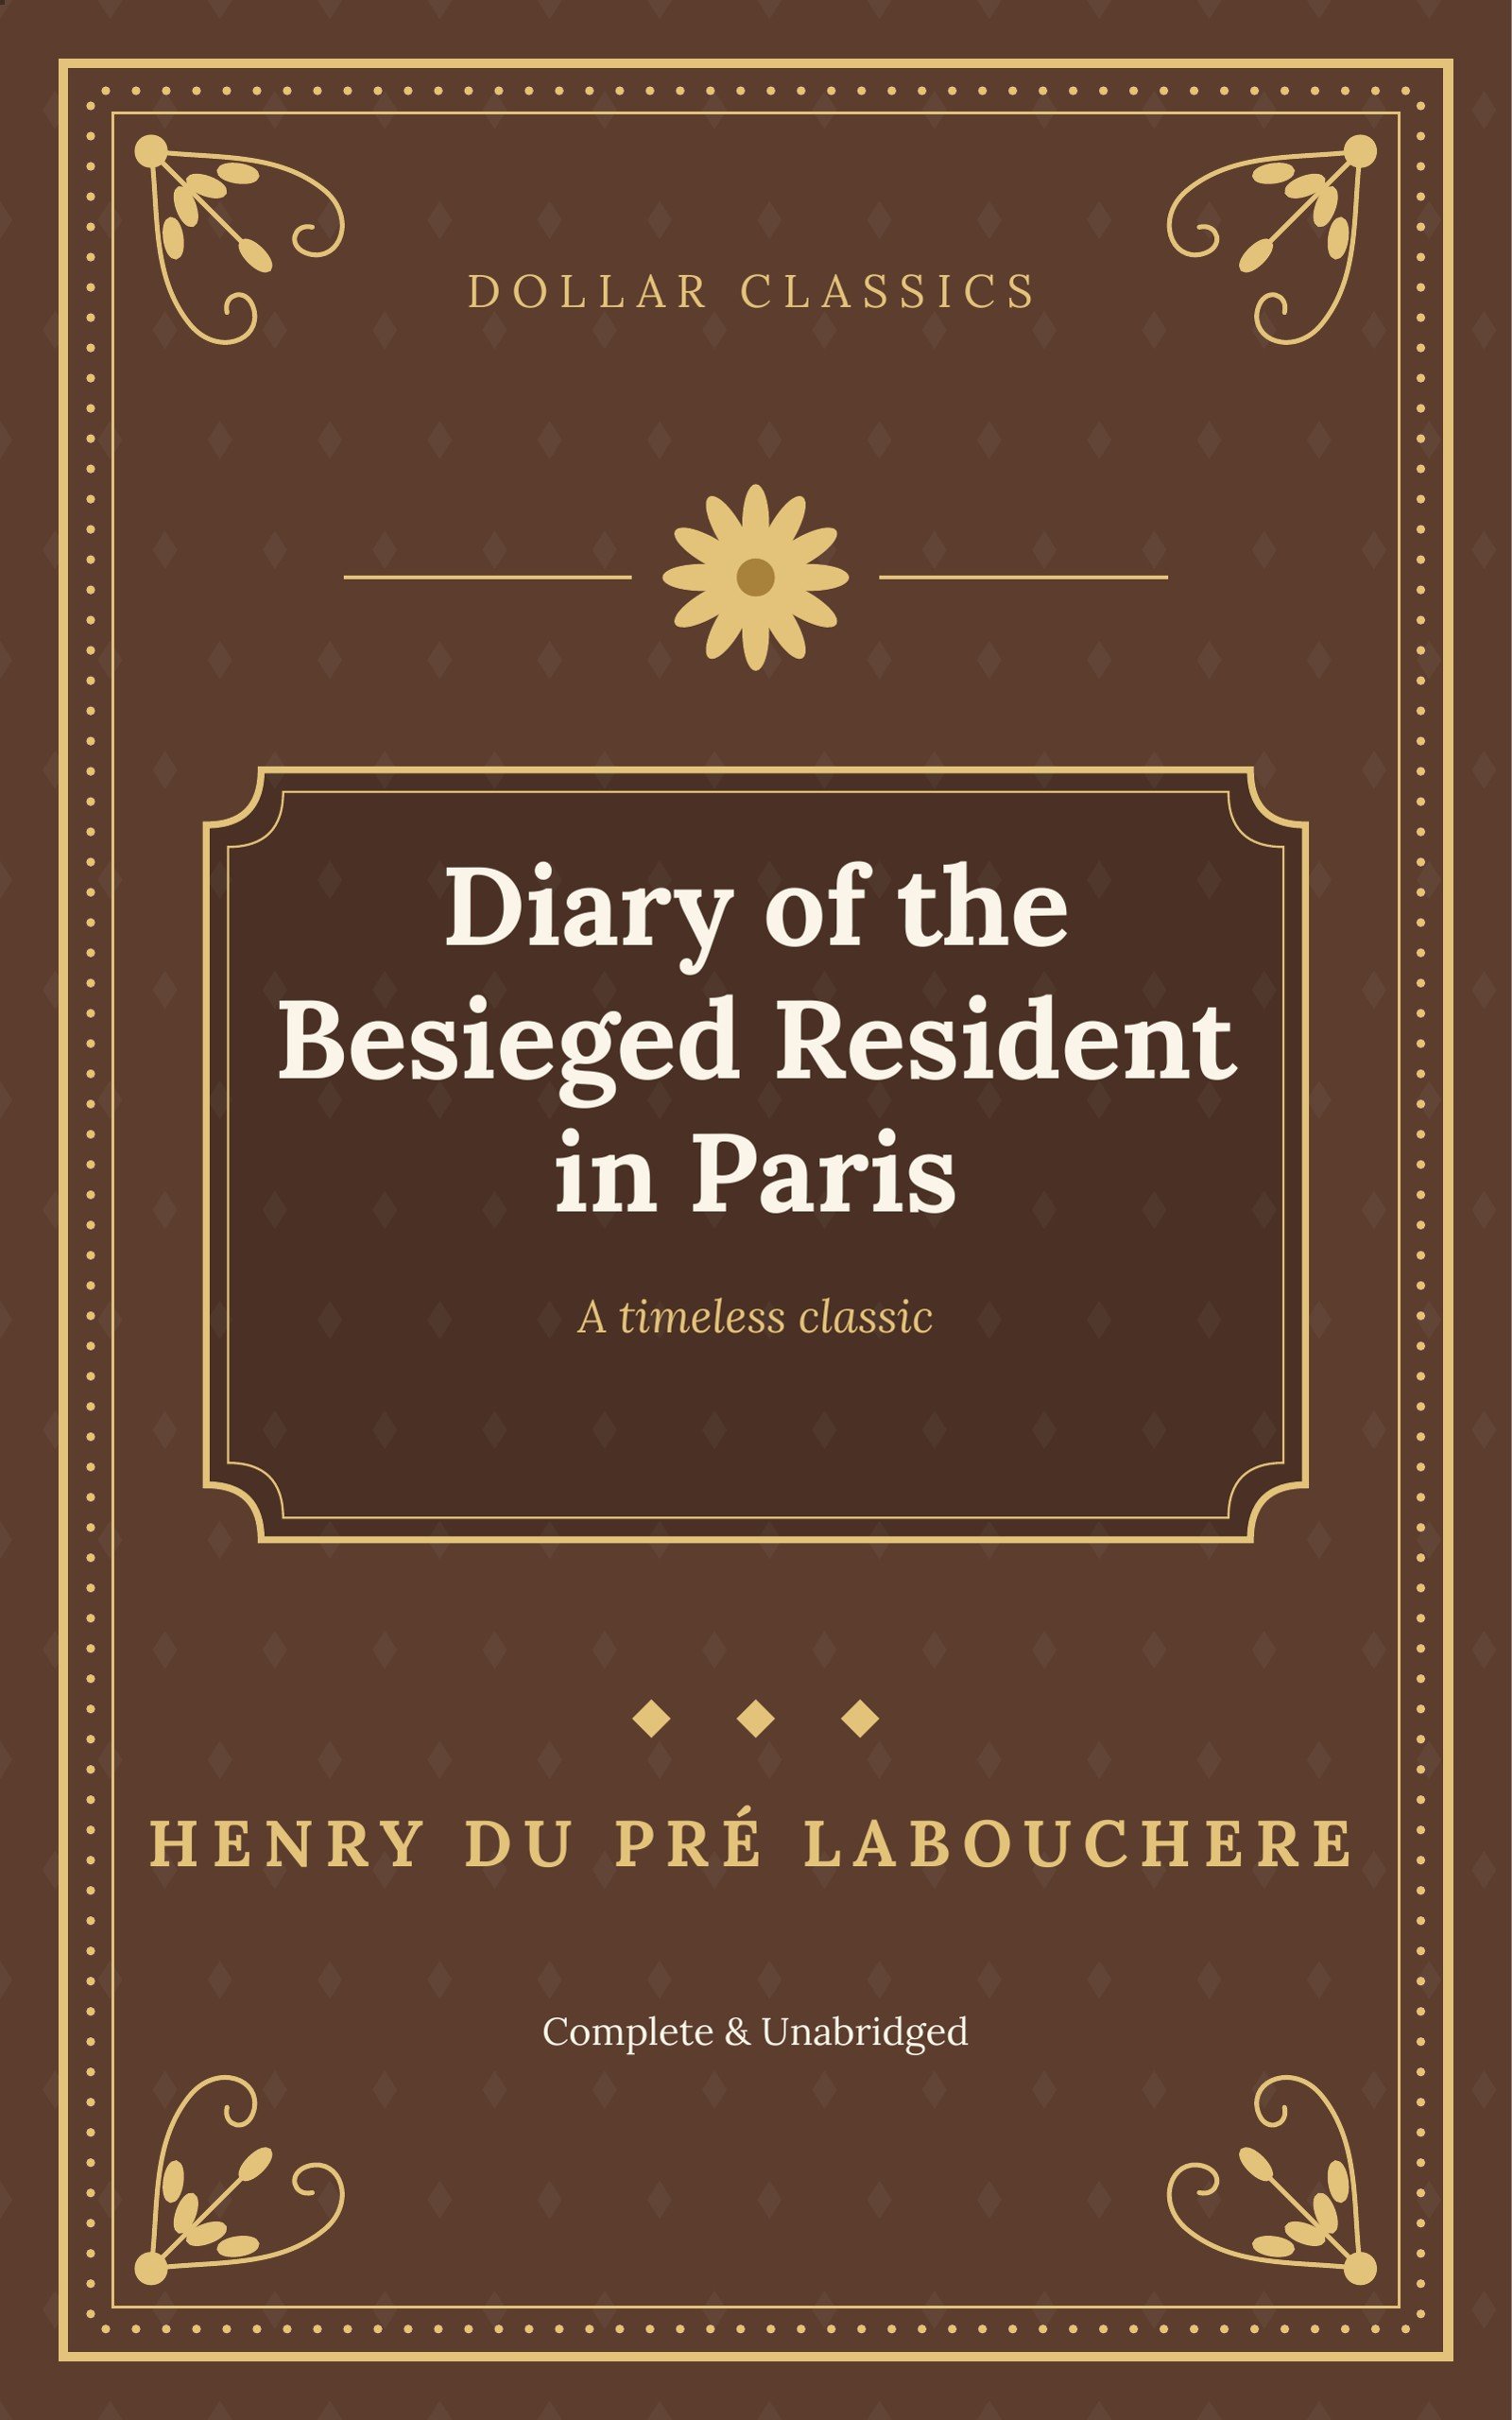 DOLLAR CLASSICS
Diary of the
Besieged Resident
in Paris
A timeless classic
HENRY DU PRÉ LABOUCHERE
Complete & Unabridged